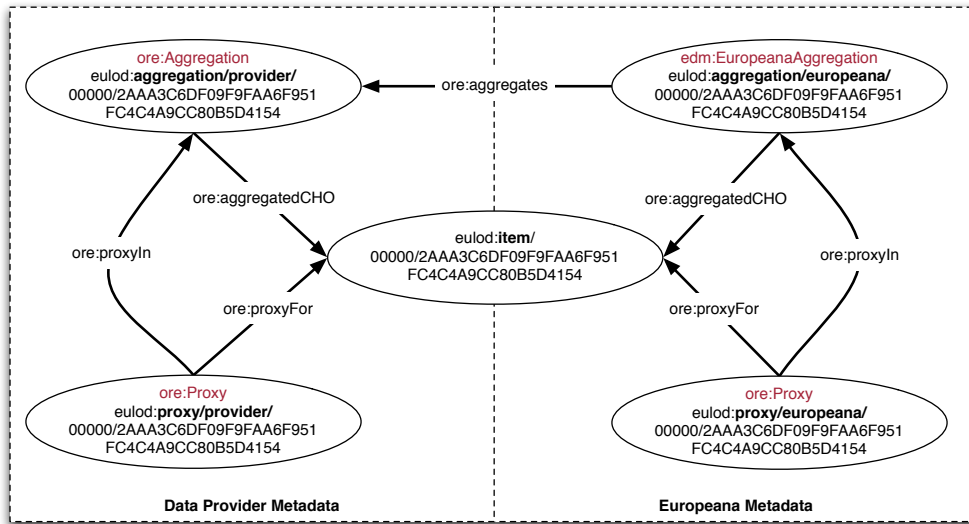 ore:Aggregation
eulod:aggregation/provider/
00000/2AAA3C6DF09F9FAA6F951
FC4C4A9CC80B5D4154
edm:EuropeanaAggregation
eulod:aggregation/europeana/
00000/2AAA3C6DF09F9FAA6F951
FC4C4A9CC80B5D4154
ore:aggregates
ore:aggregatedCHO
ore:aggregatedCHO
eulod:item/
00000/2AAA3C6DF09F9FAA6F951
FC4C4A9CC80B5D4154
ore:proxyIn
ore:proxyIn
ore:proxyFor
ore:proxyFor
ore:Proxy
eulod:proxy/provider/
00000/2AAA3C6DF09F9FAA6F951
FC4C4A9CC80B5D4154
ore:Proxy
eulod:proxy/europeana/
00000/2AAA3C6DF09F9FAA6F951
FC4C4A9CC80B5D4154
Data Provider Metadata
Europeana Metadata